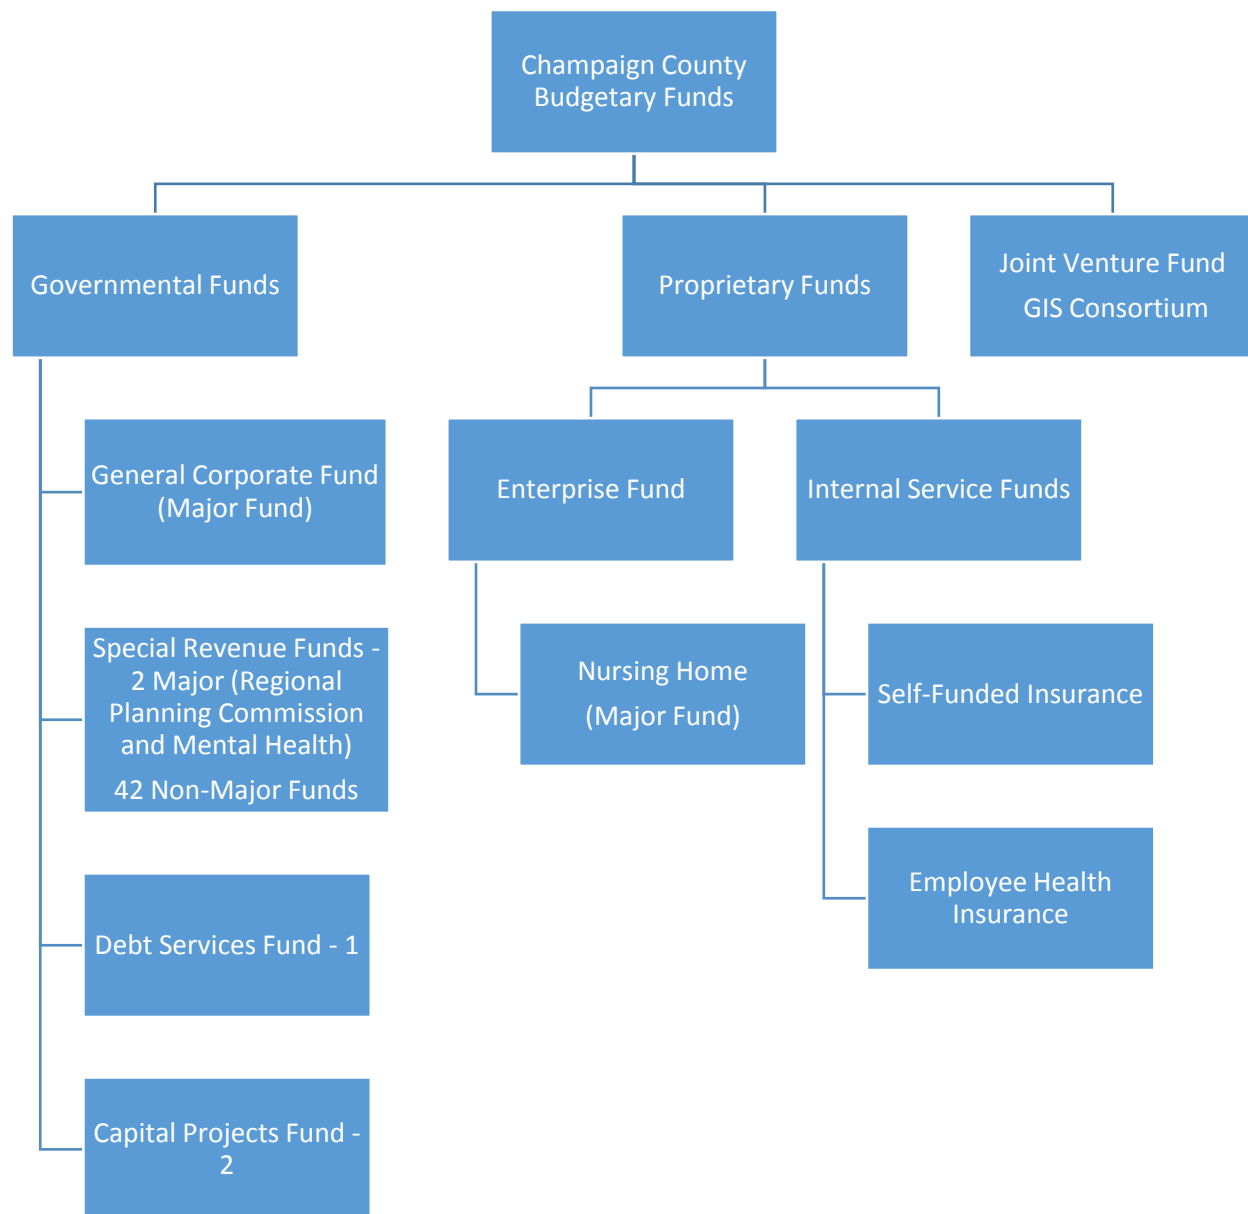 Champaign County
Budgetary Funds
Governmental Funds
Proprietary Funds
Joint Venture Fund
GIS Consortium
General Corporate Fund
(Major Fund)
Enterprise Fund
Internal Service Funds
Special Revenue Funds -
2 Major (Regional
Planning Commission
and Mental Health)
42 Non-Major Funds
Nursing Home
(Major Fund)
Self-Funded Insurance
Debt Services Fund - 1
Employee Health
Insurance
Capital Projects Fund -
2